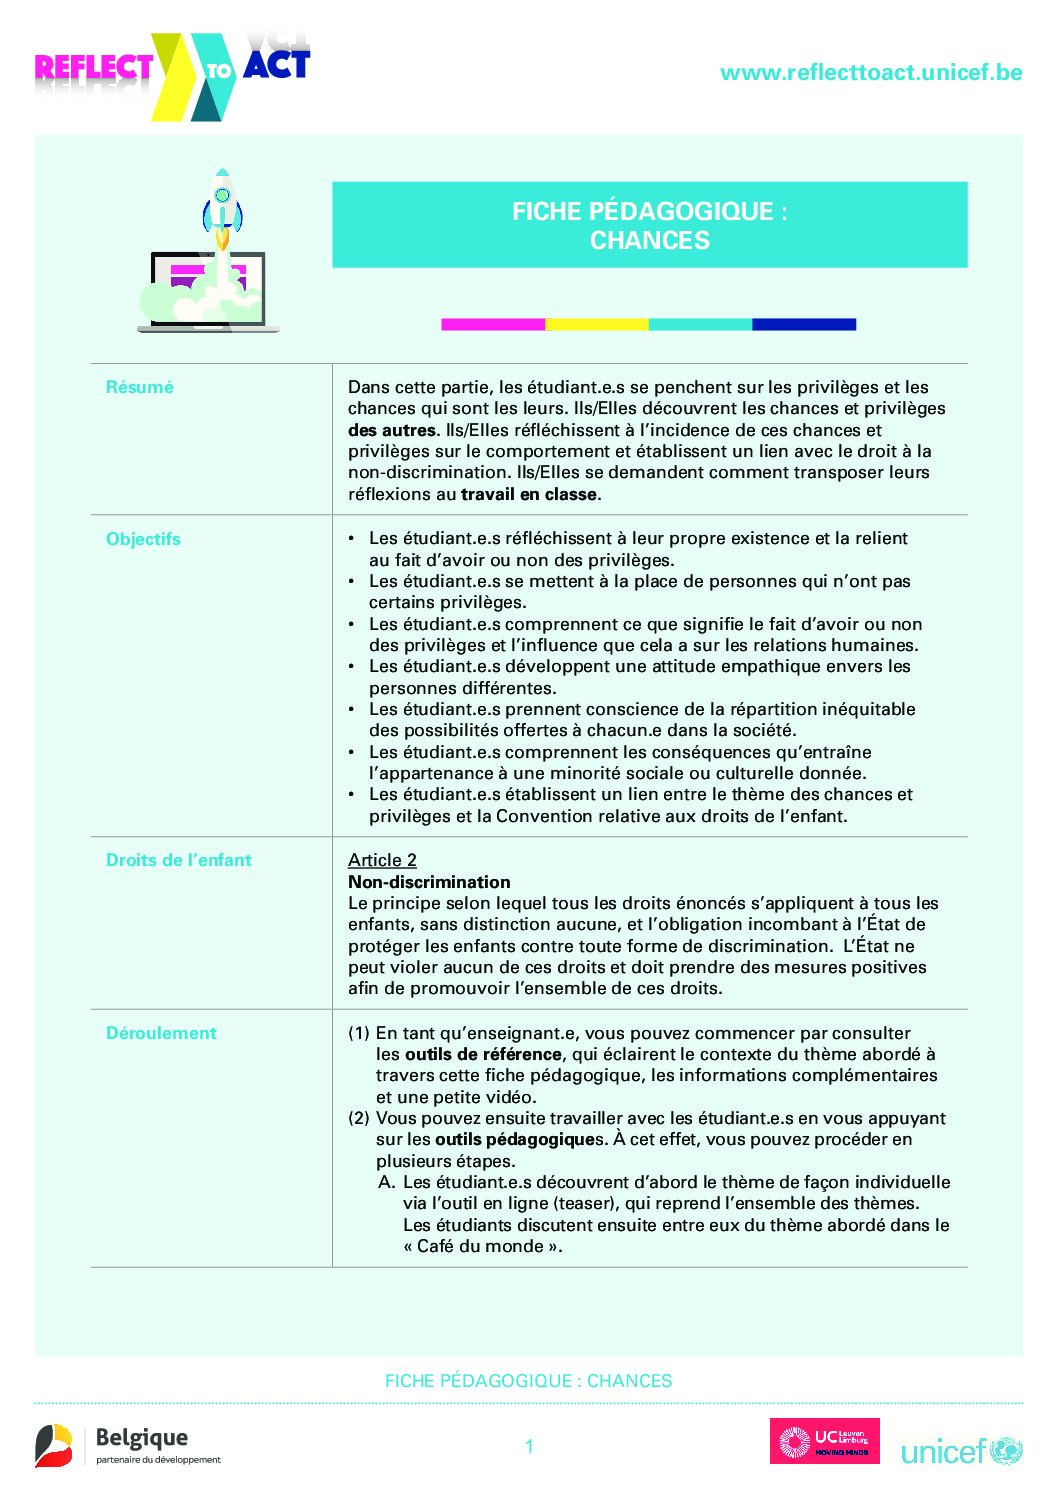 REFLECT TO ACT
www.reflecttoact.unicef.be
FICHE PÉDAGOGIQUE :
CHANCES
Résumé
Dans cette partie, les étudiant.e.s se penchent sur les privilèges et les
chances qui sont les leurs. Ils/Elles découvrent les chances et privilèges
des autres. Ils/Elles réfléchissent à l’incidence de ces chances et
privilèges sur le comportement et établissent un lien avec le droit à la
non-discrimination. Ils/Elles se demandent comment transposer leurs
réflexions au travail en classe.
Objectifs
• Les étudiant.e.s réfléchissent à leur propre existence et la relient
au fait d’avoir ou non des privilèges.
• Les étudiant.e.s se mettent à la place de personnes qui n’ont pas
certains privilèges.
• Les étudiant.e.s comprennent ce que signifie le fait d’avoir ou non
des privilèges et l’influence que cela a sur les relations humaines.
• Les étudiant.e.s développent une attitude empathique envers les
personnes différentes.
• Les étudiant.e.s prennent conscience de la répartition inéquitable
des possibilités offertes à chacun.e dans la société.
• Les étudiant.e.s comprennent les conséquences qu’entraîne
l’appartenance à une minorité sociale ou culturelle donnée.
• Les étudiant.e.s établissent un lien entre le thème des chances et
privilèges et la Convention relative aux droits de l’enfant.
Droits de l’enfant
Article 2
Non-discrimination
Le principe selon lequel tous les droits énoncés s’appliquent à tous les
enfants, sans distinction aucune, et l’obligation incombant à l’État de
protéger les enfants contre toute forme de discrimination. L’État ne
peut violer aucun de ces droits et doit prendre des mesures positives
afin de promouvoir l’ensemble de ces droits.
Déroulement
(1) En tant qu’enseignant.e, vous pouvez commencer par consulter
les outils de référence, qui éclairent le contexte du thème abordé à
travers cette fiche pédagogique, les informations complémentaires
et une petite vidéo.
(2) Vous pouvez ensuite travailler avec les étudiant.e.s en vous appuyant
sur les outils pédagogiques. À cet effet, vous pouvez procéder en
plusieurs étapes.
A. Les étudiant.e.s découvrent d’abord le thème de façon individuelle
via l’outil en ligne (teaser), qui reprend l’ensemble des thèmes.
Les étudiants discutent ensuite entre eux du thème abordé dans le
« Café du monde ».
FICHE PÉDAGOGIQUE : CHANCES
Belgique
partenaire du développement
1
UC Leuven
Limburg
MOVING MINDS
unicef